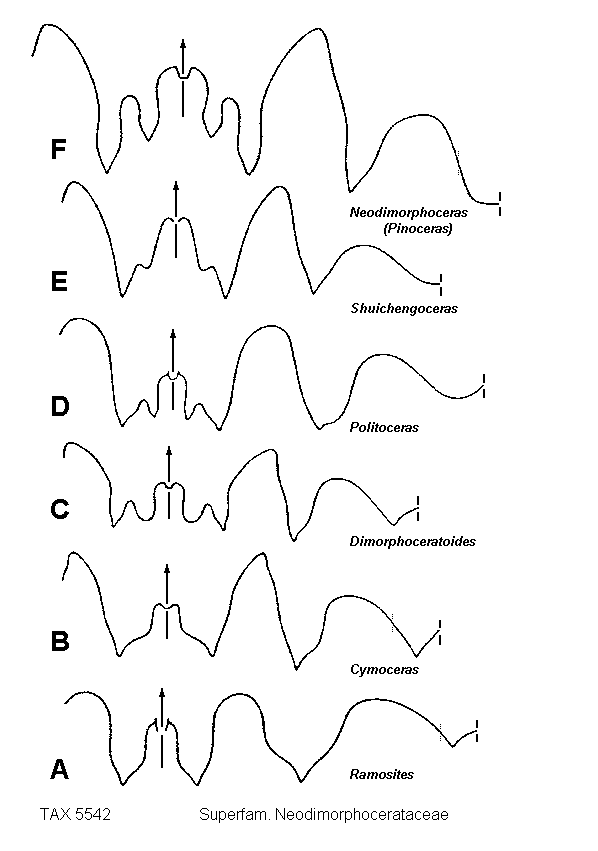 F
Neodimorphoceras
(Pinoceras)
E
Shuichengoceras
D
Politoceras
C
Dimorphoceratoides
B
Cymoceras
A
Ramosites
TAX 5542 Superfam. Neodimorphocerataceae